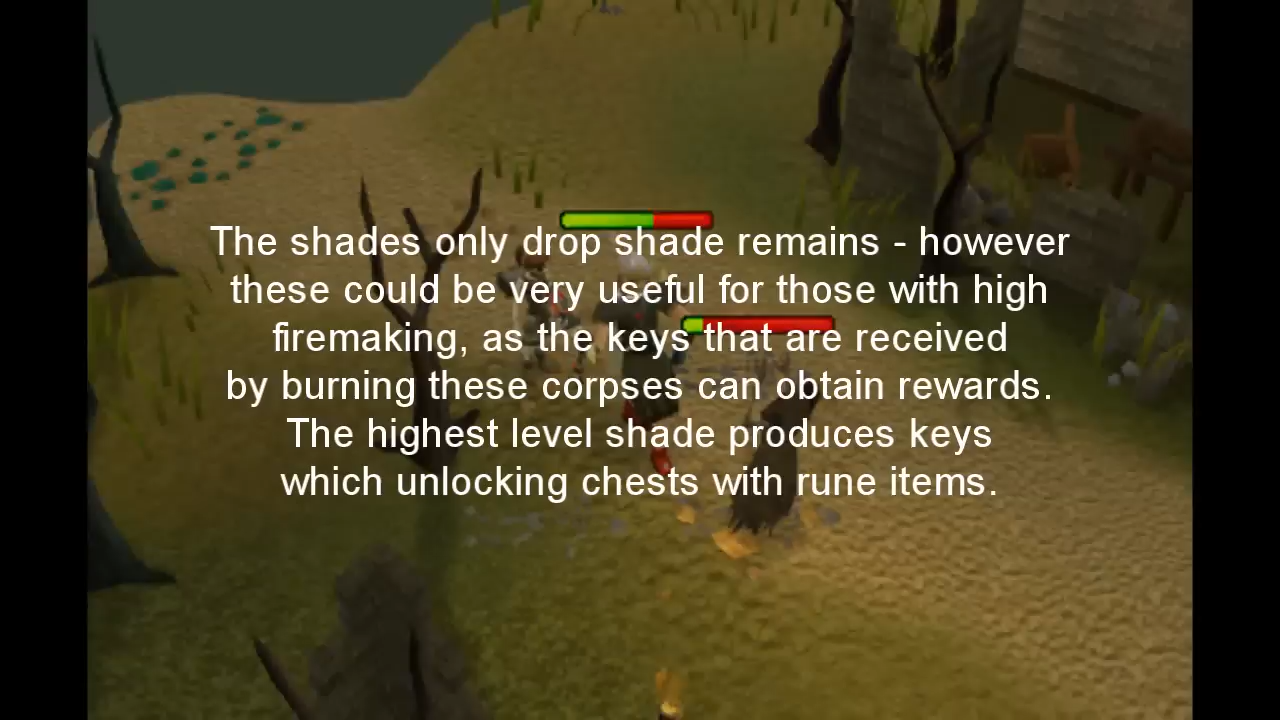 The shades only drop shade remains - however
these could be very useful for those with high
firemaking, as the keys that are received
by burning these corpses can obtain rewards.
The highest level shade produces keys
which unlocking chests with rune items.